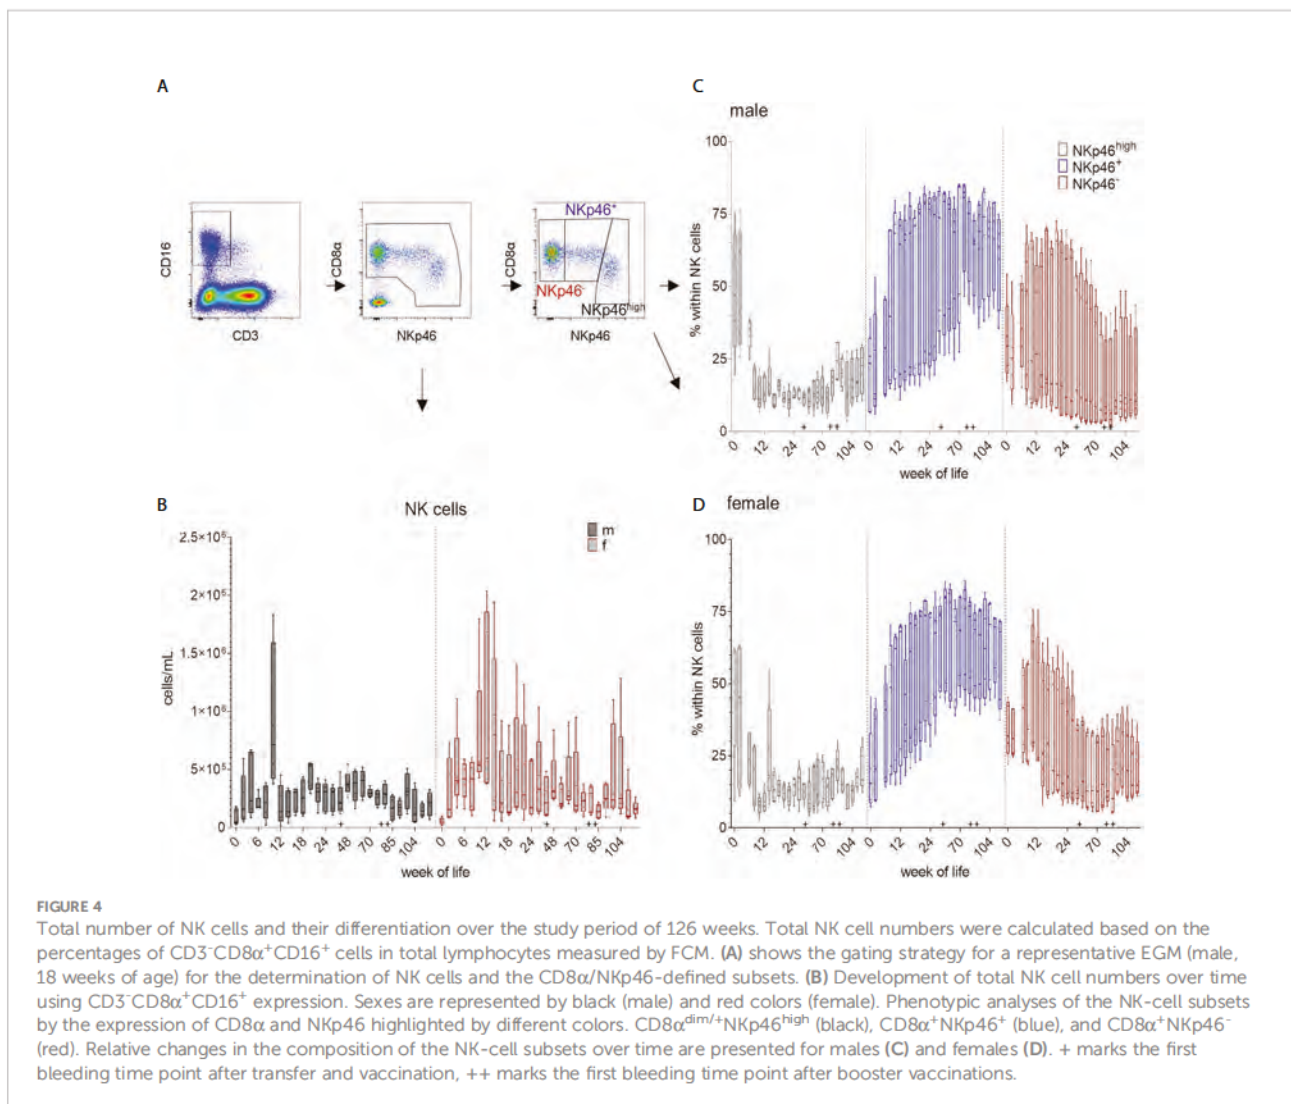 A
CD16
CD3
CD8α
NKp46
CD8α
NKp46+
NKp46-
NKp46high
NKp46
C
male
NKp46high
NKp46+
NKp46-
% within NK cells
100
75
50
25
0
0 12 24 70 104 0 12 24 70 104 0 12 24 70 104
+ ++ + ++ + ++
week of life
B
NK cells
m
f
cells/mL
2.5×10⁶
2×10⁶
1.5×10⁶
1×10⁶
5×10⁵
0
0 6 12 18 24 48 70 85 104 0 6 12 18 24 48 70 85 104
+ ++ + ++
week of life
D
female
% within NK cells
100
75
50
25
0
0 12 24 70 104 0 12 24 70 104 0 12 24 70 104
+ ++ + ++ + ++
week of life
FIGURE 4
Total number of NK cells and their differentiation over the study period of 126 weeks. Total NK cell numbers were calculated based on the
percentages of CD3⁻CD8α⁺CD16⁺ cells in total lymphocytes measured by FCM. (A) shows the gating strategy for a representative EGM (male,
18 weeks of age) for the determination of NK cells and the CD8α/NKp46-defined subsets. (B) Development of total NK cell numbers over time
using CD3⁻CD8α⁺CD16⁺ expression. Sexes are represented by black (male) and red colors (female). Phenotypic analyses of the NK-cell subsets
by the expression of CD8α and NKp46 highlighted by different colors. CD8α^dim/+NKp46^high (black), CD8α⁺NKp46⁺ (blue), and CD8α⁺NKp46⁻
(red). Relative changes in the composition of the NK-cell subsets over time are presented for males (C) and females (D). + marks the first
bleeding time point after transfer and vaccination, ++ marks the first bleeding time point after booster vaccinations.